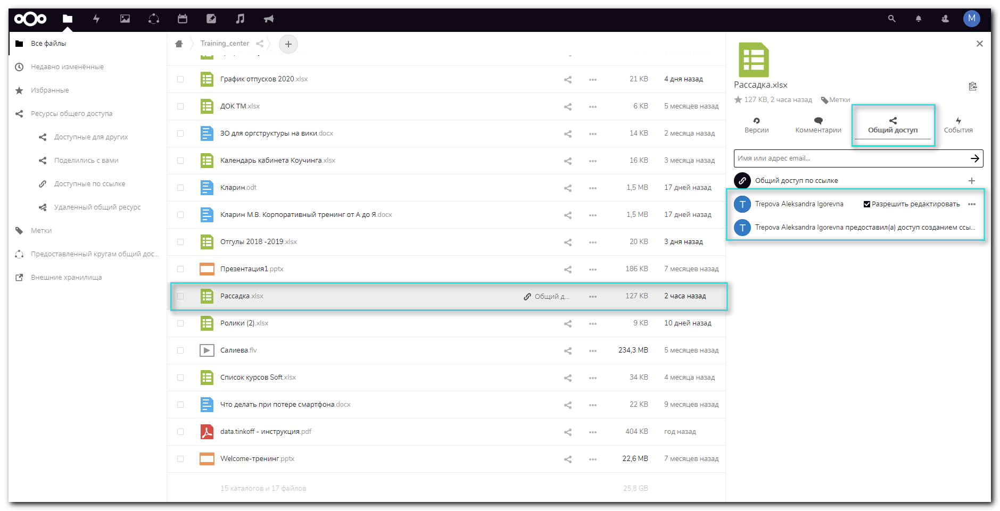 M
Все файлы
Недавно изменённые
Избранные
Ресурсы общего доступа
Доступные для других
Поделились с вами
Доступные по ссылке
Удаленный общий ресурс
Метки
Предоставленный кругам общий дос...
Внешние хранилища
Training_center
График отпусков 2020.xlsx 21 KB 4 дня назад
ДОК ТМ.xlsx 6 KB 5 месяцев назад
ЗО для оргструктуры на вики.docx 14 KB 2 месяца назад
Календарь кабинета Коучинга.xlsx 16 KB 3 месяца назад
Кларин.odt 1,5 MB 17 дней назад
Кларин М.В. Корпоративный тренинг от А до Я.docx 1,5 MB 17 дней назад
Отгулы 2018 -2019.xlsx 20 KB 3 дня назад
Презентация1.pptx 186 KB 7 месяцев назад
Рассадка.xlsx Общий д... 127 KB 2 часа назад
Ролики (2).xlsx 9 KB 10 дней назад
Салиева.flv 234,3 MB 5 месяцев назад
Список курсов Soft.xlsx 34 KB 4 месяца назад
Что делать при потере смартфона.docx 22 KB 9 месяцев назад
data.tinkoff - инструкция.pdf 404 KB год назад
Welcome-тренинг.pptx 22,6 MB 7 месяцев назад
15 каталогов и 17 файлов 25,8 GB
Рассадка.xlsx
127 KB, 2 часа назад Метки
Версии Комментарии Общий доступ События
Имя или адрес email...
Общий доступ по ссылке
T Trepova Aleksandra Igorevna Разрешить редактировать
T Trepova Aleksandra Igorevna предоставил(а) доступ созданием ссы...